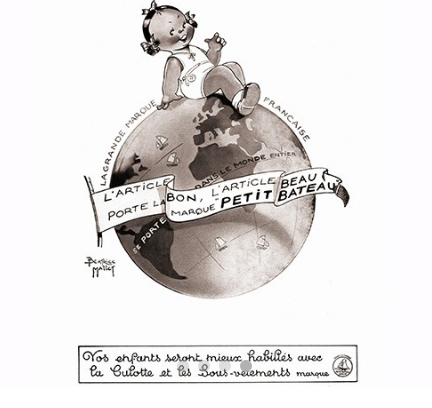 LA GRANDE MARQUE FRANÇAISE
SE PORTE DANS LE MONDE ENTIER
L'ARTICLE BON, L'ARTICLE BEAU
PORTE LA MARQUE "PETIT BATEAU"
BÉATRICE
MALLET
Vos enfants seront mieux habillés avec
la Culotte et les Sous-vêtements marque